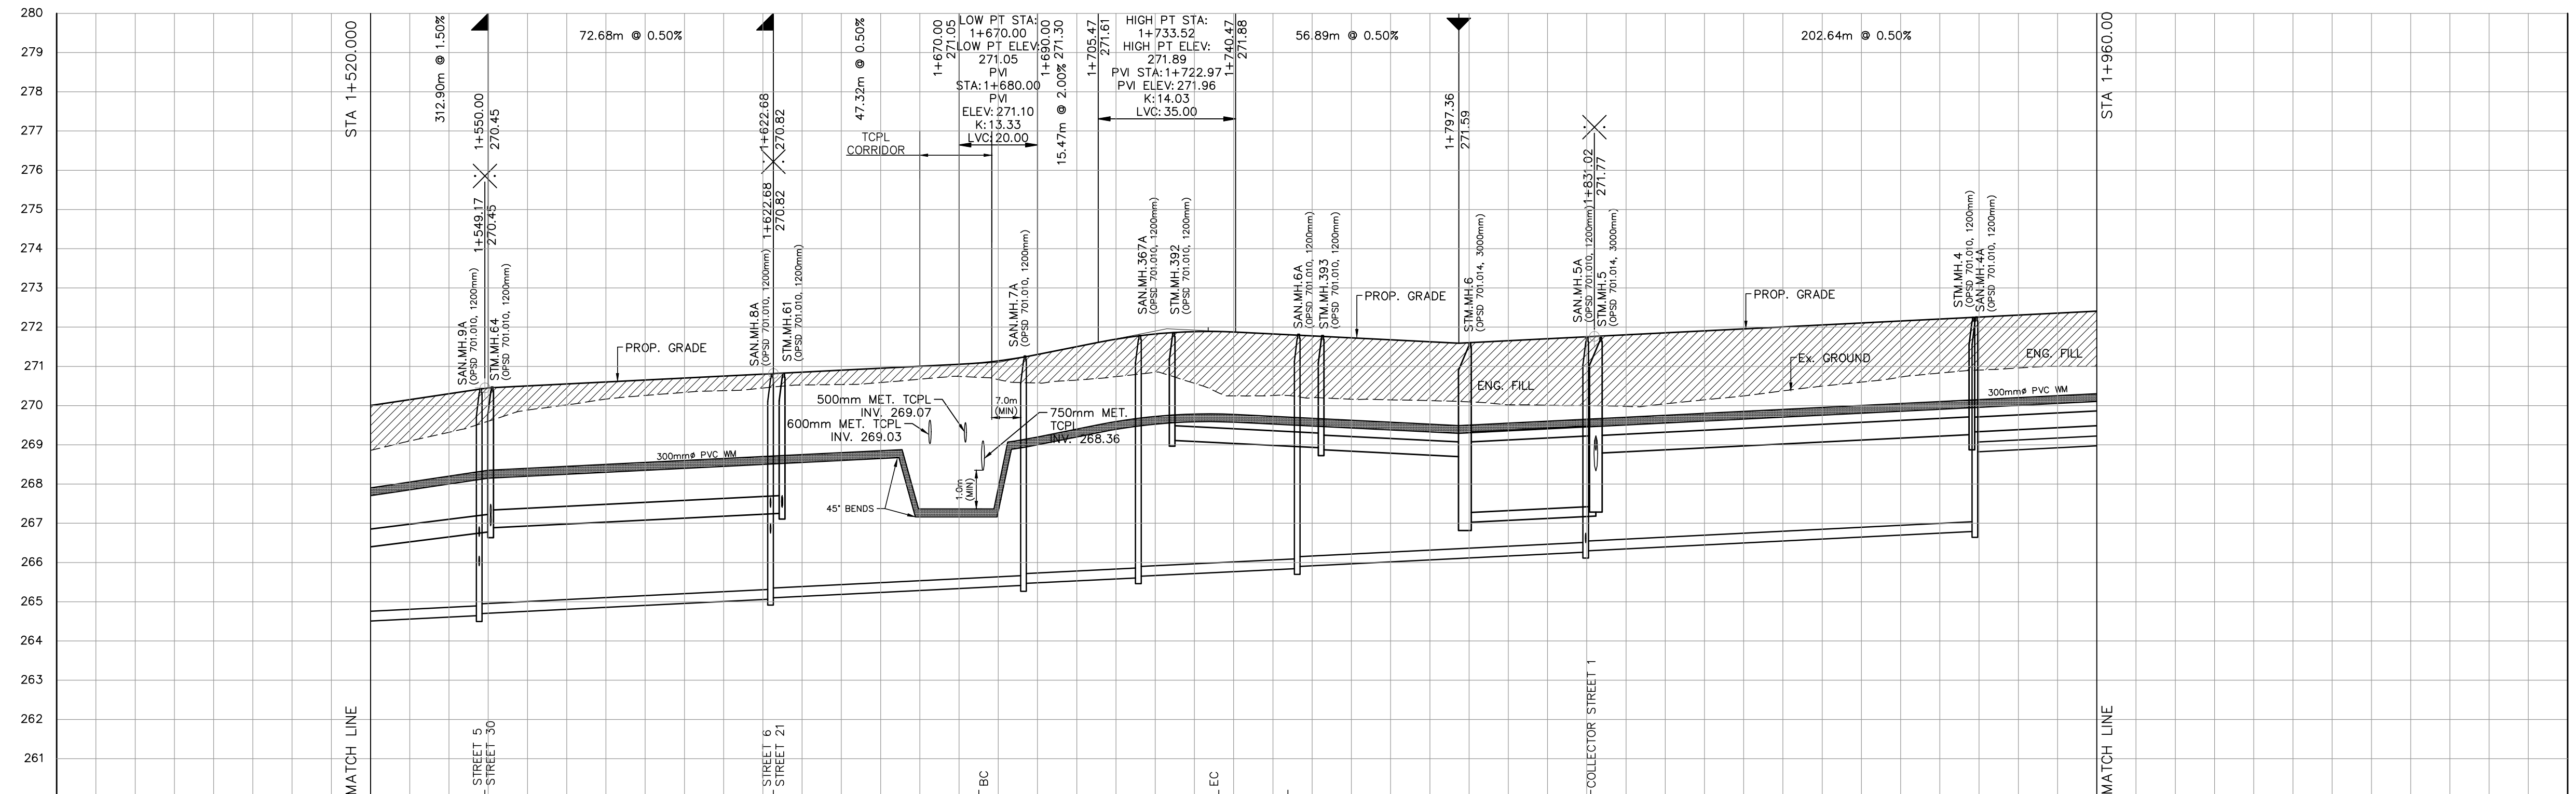 280
279
278
277
276
275
274
273
272
271
270
269
268
267
266
265
264
263
262
261
STA 1+520.000
MATCH LINE
312.90m @ 1.50%
1+550.00
270.45
1+549.17
270.45
SAN.MH.9A
(OPSD 701.010, 1200mm)
STM.MH.64
(OPSD 701.010, 1200mm)
72.68m @ 0.50%
PROP. GRADE
300mmø PVC WM
1+622.68
270.82
1+622.68
270.82
SAN.MH.8A
(OPSD 701.010, 1200mm)
STM.MH.61
(OPSD 701.010, 1200mm)
47.32m @ 0.50%
TCPL
CORRIDOR
1+670.00
271.05
LOW PT STA:
1+670.00
LOW PT ELEV:
271.05
PVI
STA:1+680.00
PVI
ELEV:271.10
K:13.33
LVC:20.00
1+690.00
271.30
15.47m @ 2.00%
500mm MET. TCPL
INV. 269.07
600mm MET. TCPL
INV. 269.03
750mm MET.
TCPL
INV. 268.36
7.0m
(MIN)
1.0m
(MIN)
45° BENDS
SAN.MH.7A
(OPSD 701.010, 1200mm)
1+705.47
271.61
HIGH PT STA:
1+733.52
HIGH PT ELEV:
271.89
PVI STA:1+722.97
PVI ELEV:271.96
K:14.03
LVC:35.00
1+740.47
271.88
SAN.MH.367A
(OPSD 701.010, 1200mm)
STM.MH.392
(OPSD 701.010, 1200mm)
56.89m @ 0.50%
SAN.MH.6A
(OPSD 701.010, 1200mm)
STM.MH.393
(OPSD 701.010, 1200mm)
PROP. GRADE
1+797.36
271.59
STM.MH.6
(OPSD 701.014, 3000mm)
ENG. FILL
1+831.02
271.77
SAN.MH.5A
(OPSD 701.010, 1200mm)
STM.MH.5
(OPSD 701.014, 3000mm)
202.64m @ 0.50%
PROP. GRADE
Ex. GROUND
STM.MH.4
(OPSD 701.010, 1200mm)
SAN.MH.4A
(OPSD 701.010, 1200mm)
ENG. FILL
300mmø PVC WM
STA 1+960.00
MATCH LINE
STREET 5
STREET 30
STREET 6
STREET 21
BC
EC
COLLECTOR STREET 1